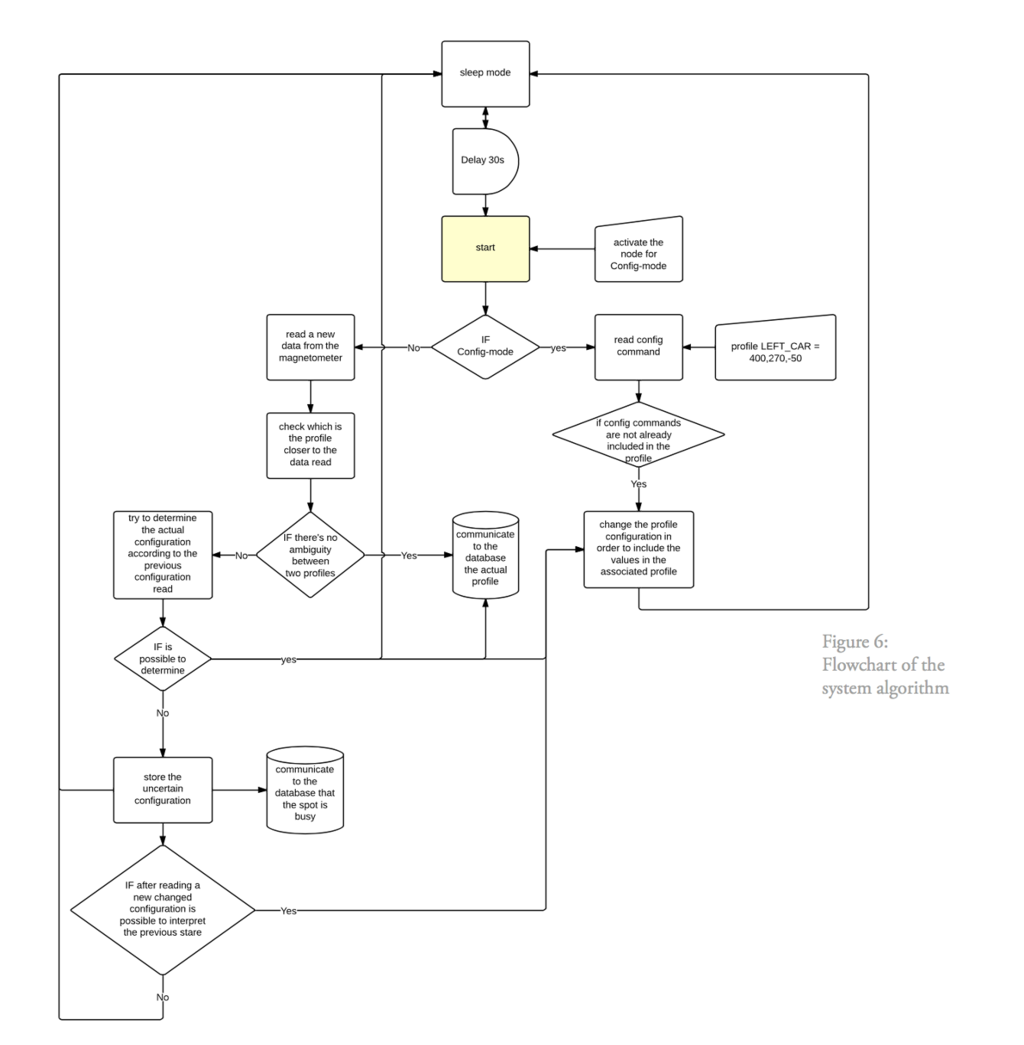 sleep mode
Delay 30s
start
activate the
node for
Config-mode
IF
Config-mode
No
yes
read a new
data from the
magnetometer
read config
command
profile LEFT_CAR =
400,270,-50
check which is
the profile
closer to the
data read
if config commands
are not already
included in the
profile
Yes
try to determine
the actual
configuration
according to the
previous
configuration
read
No
IF there's no
ambiguity
between
two profiles
Yes
communicate
to the
database
the actual
profile
change the profile
configuration in
order to include the
values in the
associated profile
IF is
possible to
determine
yes
Figure 6:
Flowchart of the
system algorithm
No
store the
uncertain
configuration
communicate
to the
database that
the spot is
busy
IF after reading a
new changed
configuration is
possible to interpret
the previous stare
Yes
No